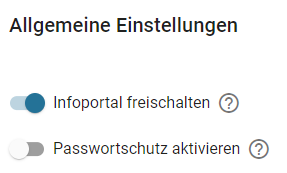 Allgemeine Einstellungen
Infoportal freischalten ?
Passwortschutz aktivieren ?